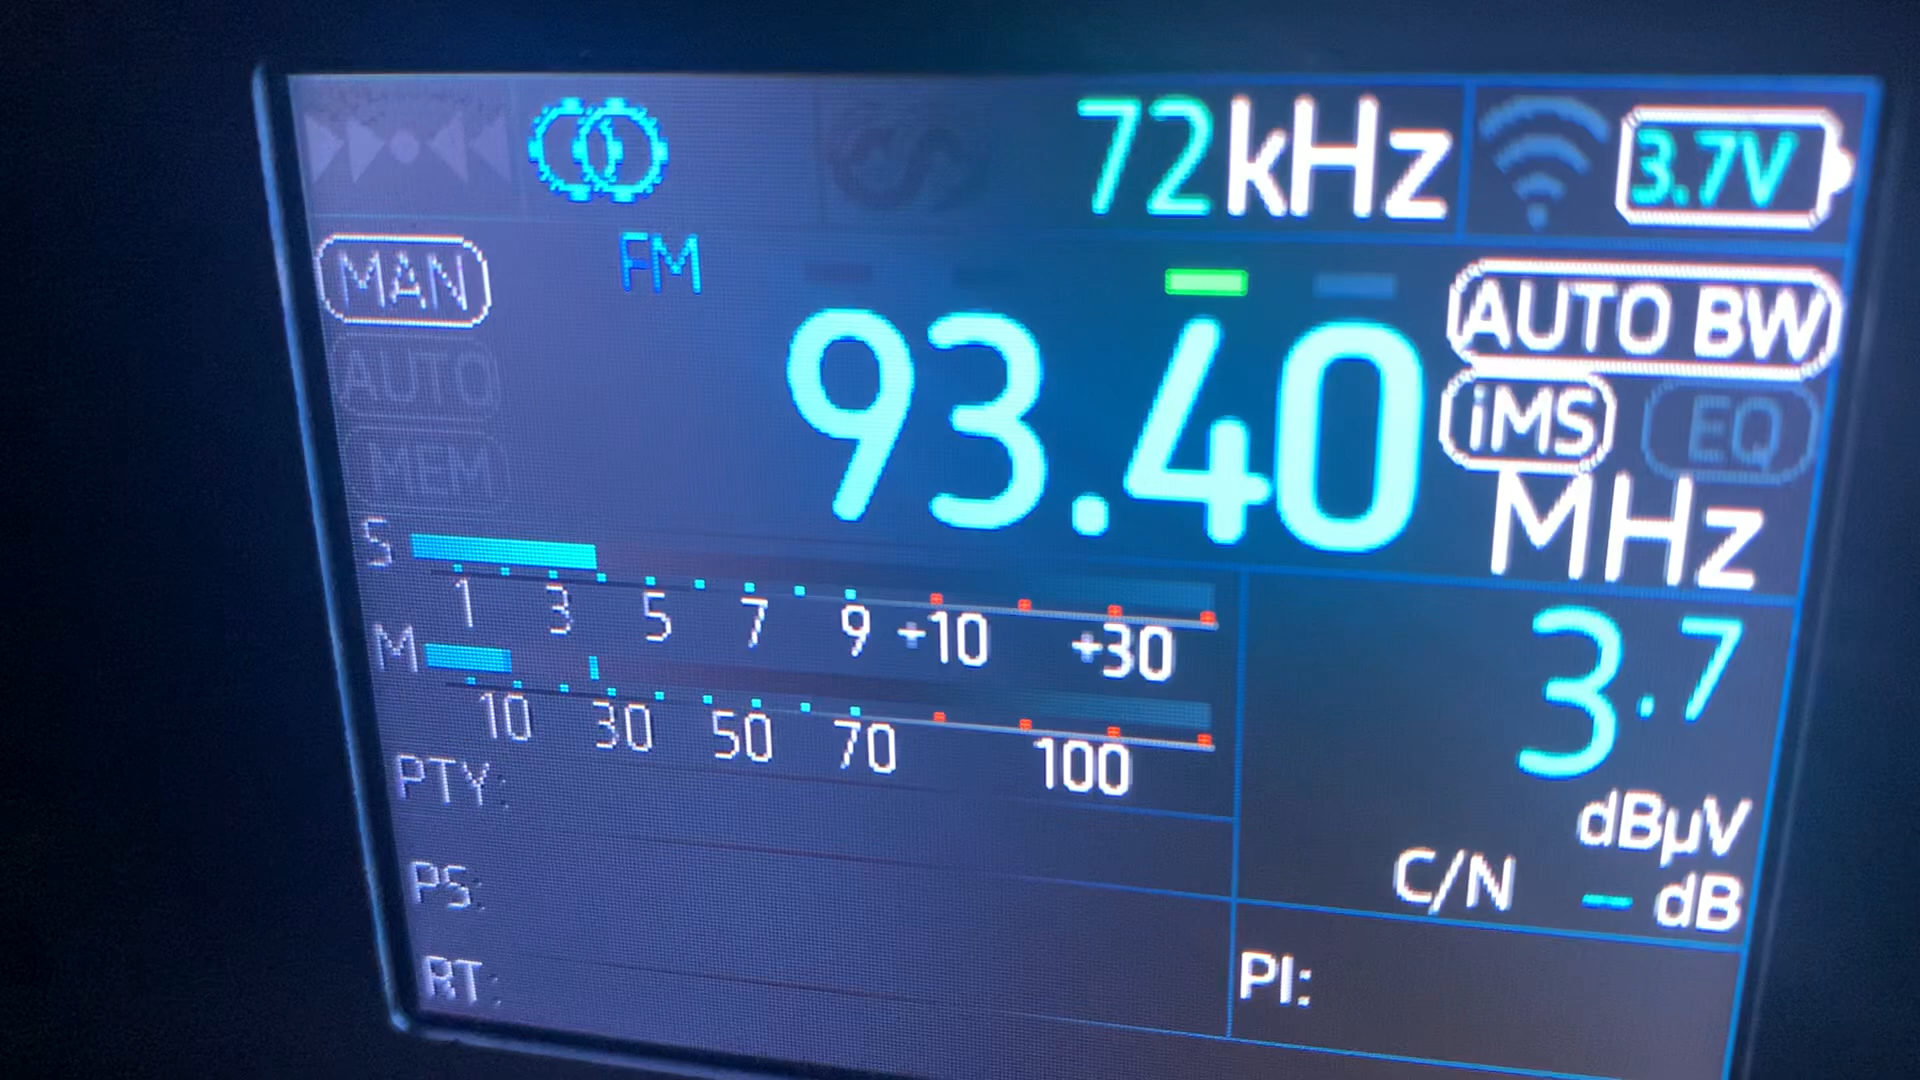 72kHz 3.7V
MAN FM AUTO BW
AUTO 93.40 iMS EQ
MEM MHz
S
1 3 5 7 9 +10 +30
M 3.7
10 30 50 70 100
PTY: dBµV
PS: C/N - dB
RT: PI: